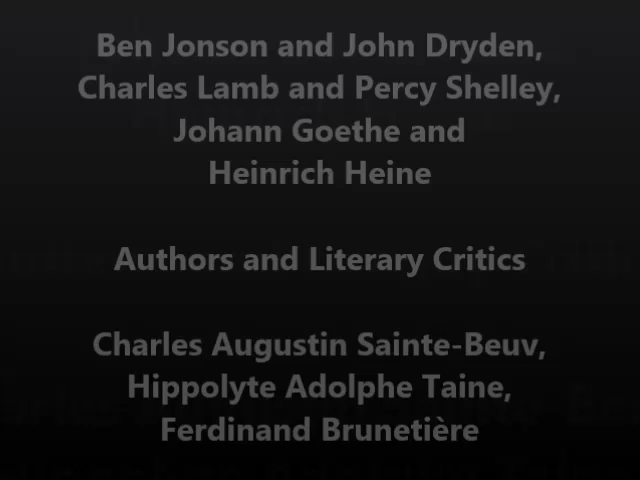 Ben Jonson and John Dryden,
Charles Lamb and Percy Shelley,
Johann Goethe and
Heinrich Heine
Authors and Literary Critics
Charles Augustin Sainte-Beuv,
Hippolyte Adolphe Taine,
Ferdinand Brunetière